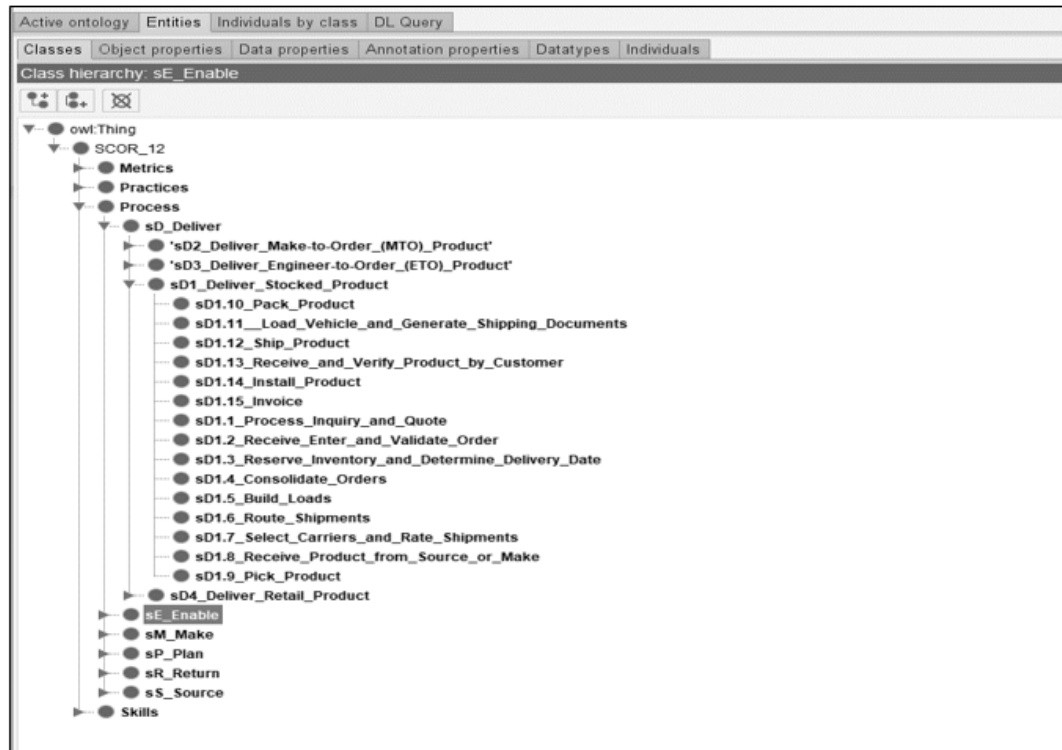 Active ontology Entities Individuals by class DL Query
Classes Object properties Data properties Annotation properties Datatypes Individuals
Class hierarchy: sE_Enable
owl:Thing
SCOR_12
Metrics
Practices
Process
sD_Deliver
'sD2_Deliver_Make-to-Order_(MTO)_Product'
'sD3_Deliver_Engineer-to-Order_(ETO)_Product'
sD1_Deliver_Stocked_Product
sD1.10_Pack_Product
sD1.11__Load_Vehicle_and_Generate_Shipping_Documents
sD1.12_Ship_Product
sD1.13_Receive_and_Verify_Product_by_Customer
sD1.14_Install_Product
sD1.15_Invoice
sD1.1_Process_Inquiry_and_Quote
sD1.2_Receive_Enter_and_Validate_Order
sD1.3_Reserve_Inventory_and_Determine_Delivery_Date
sD1.4_Consolidate_Orders
sD1.5_Build_Loads
sD1.6_Route_Shipments
sD1.7_Select_Carriers_and_Rate_Shipments
sD1.8_Receive_Product_from_Source_or_Make
sD1.9_Pick_Product
sD4_Deliver_Retail_Product
sE_Enable
sM_Make
sP_Plan
sR_Return
sS_Source
Skills